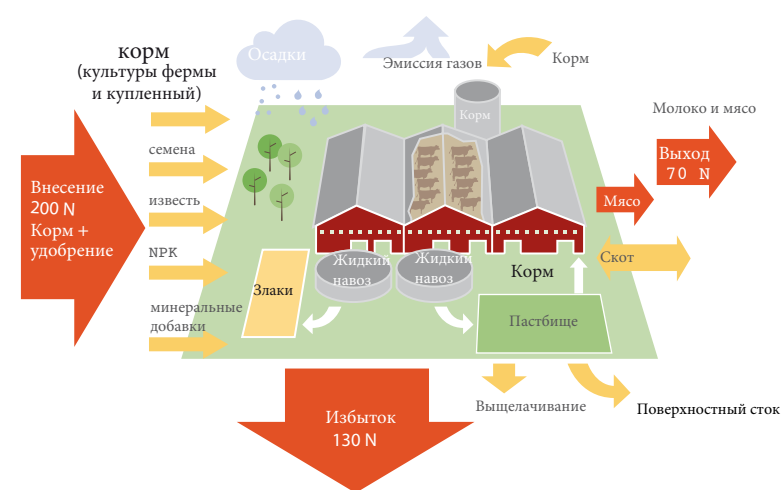 корм
(культуры фермы
и купленный)
Осадки
Эмиссия газов
Корм
Корм
Молоко и мясо
Выход
70 N
семена
Внесение
200 N
Корм +
удобрение
известь
Мясо
NPK
Жидкий
навоз
Жидкий
навоз
Корм
Скот
Злаки
минеральные
добавки
Пастбище
Выщелачивание
Поверхностный сток
Избыток
130 N